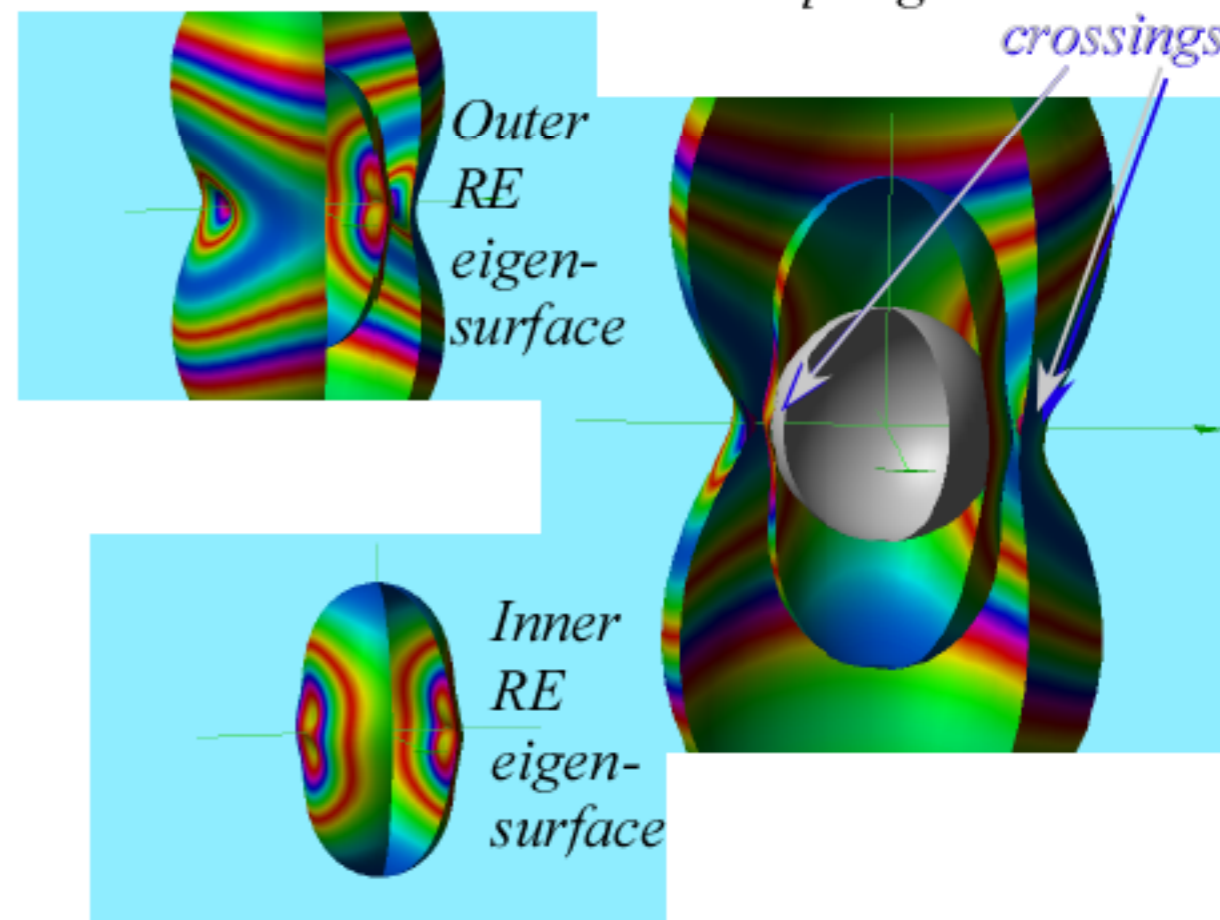 crossings
Outer
RE
eigen-
surface
Inner
RE
eigen-
surface